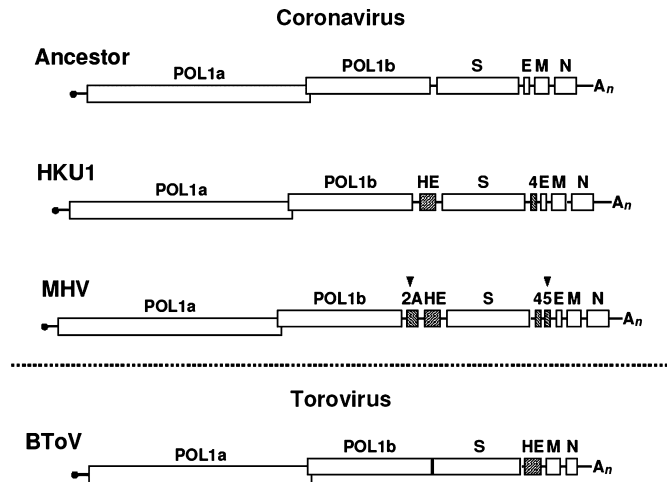 Coronavirus
Ancestor
POL1a POL1b S E M N An
HKU1
POL1a POL1b HE S 4 E M N An
MHV
POL1a POL1b 2A HE S 4 5 E M N An
Torovirus
BToV
POL1a POL1b S HE M N An